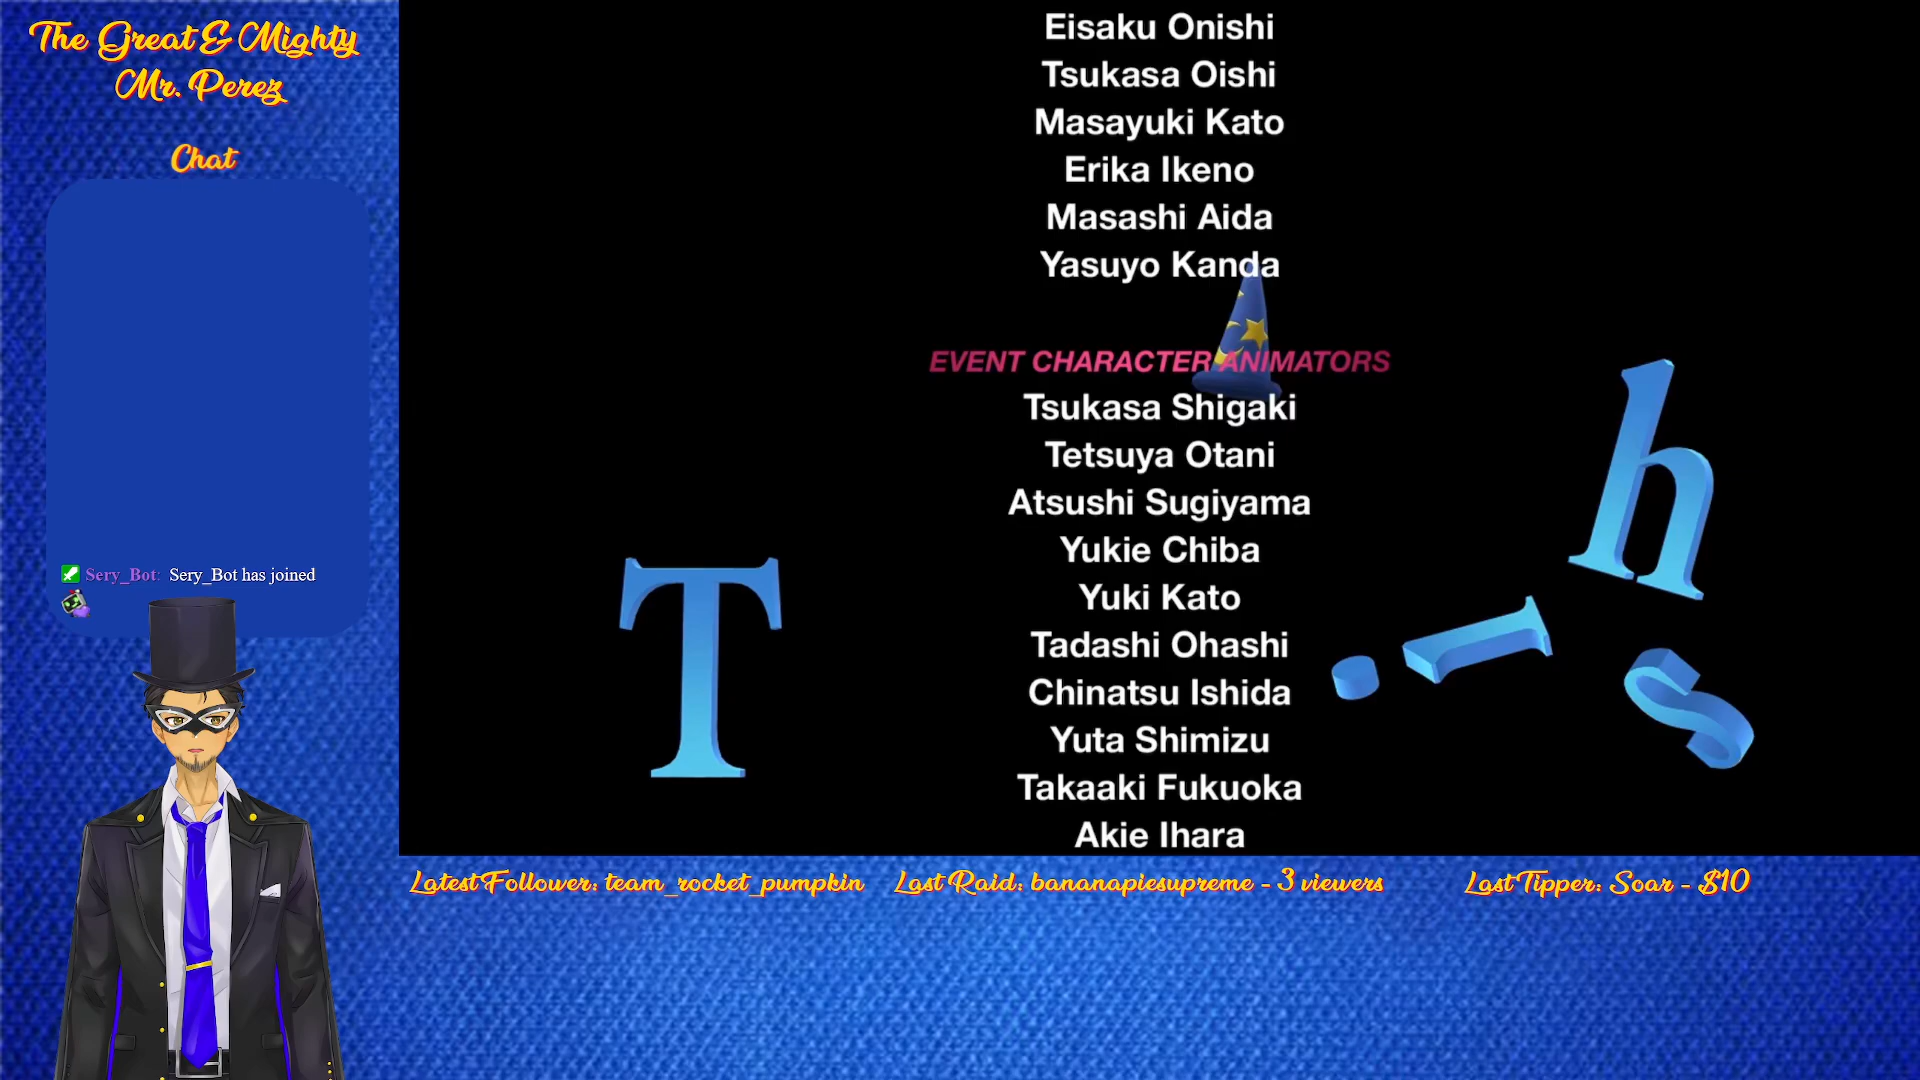 The Great & Mighty
Mr. Perez
Chat
Sery_Bot: Sery_Bot has joined
Eisaku Onishi
Tsukasa Oishi
Masayuki Kato
Erika Ikeno
Masashi Aida
Yasuyo Kanda
EVENT CHARACTER ANIMATORS
Tsukasa Shigaki
Tetsuya Otani
Atsushi Sugiyama
Yukie Chiba
Yuki Kato
Tadashi Ohashi
Chinatsu Ishida
Yuta Shimizu
Takaaki Fukuoka
Akie Ihara
T
h
i
s
Latest Follower: team_rocket_pumpkin
Last Raid: bananapiesupreme - 3 viewers
Last Tipper: Soar - $10